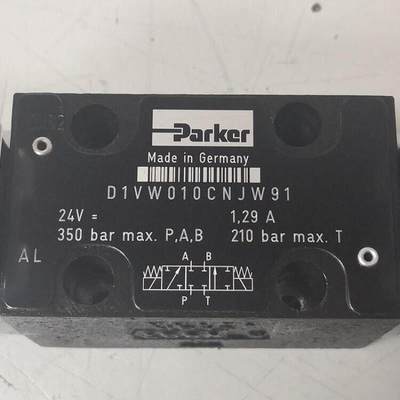 Parker
Made in Germany
D1VW010CNJW91
24V = 1,29 A
350 bar max. P,A,B 210 bar max. T
AL
A B
P T